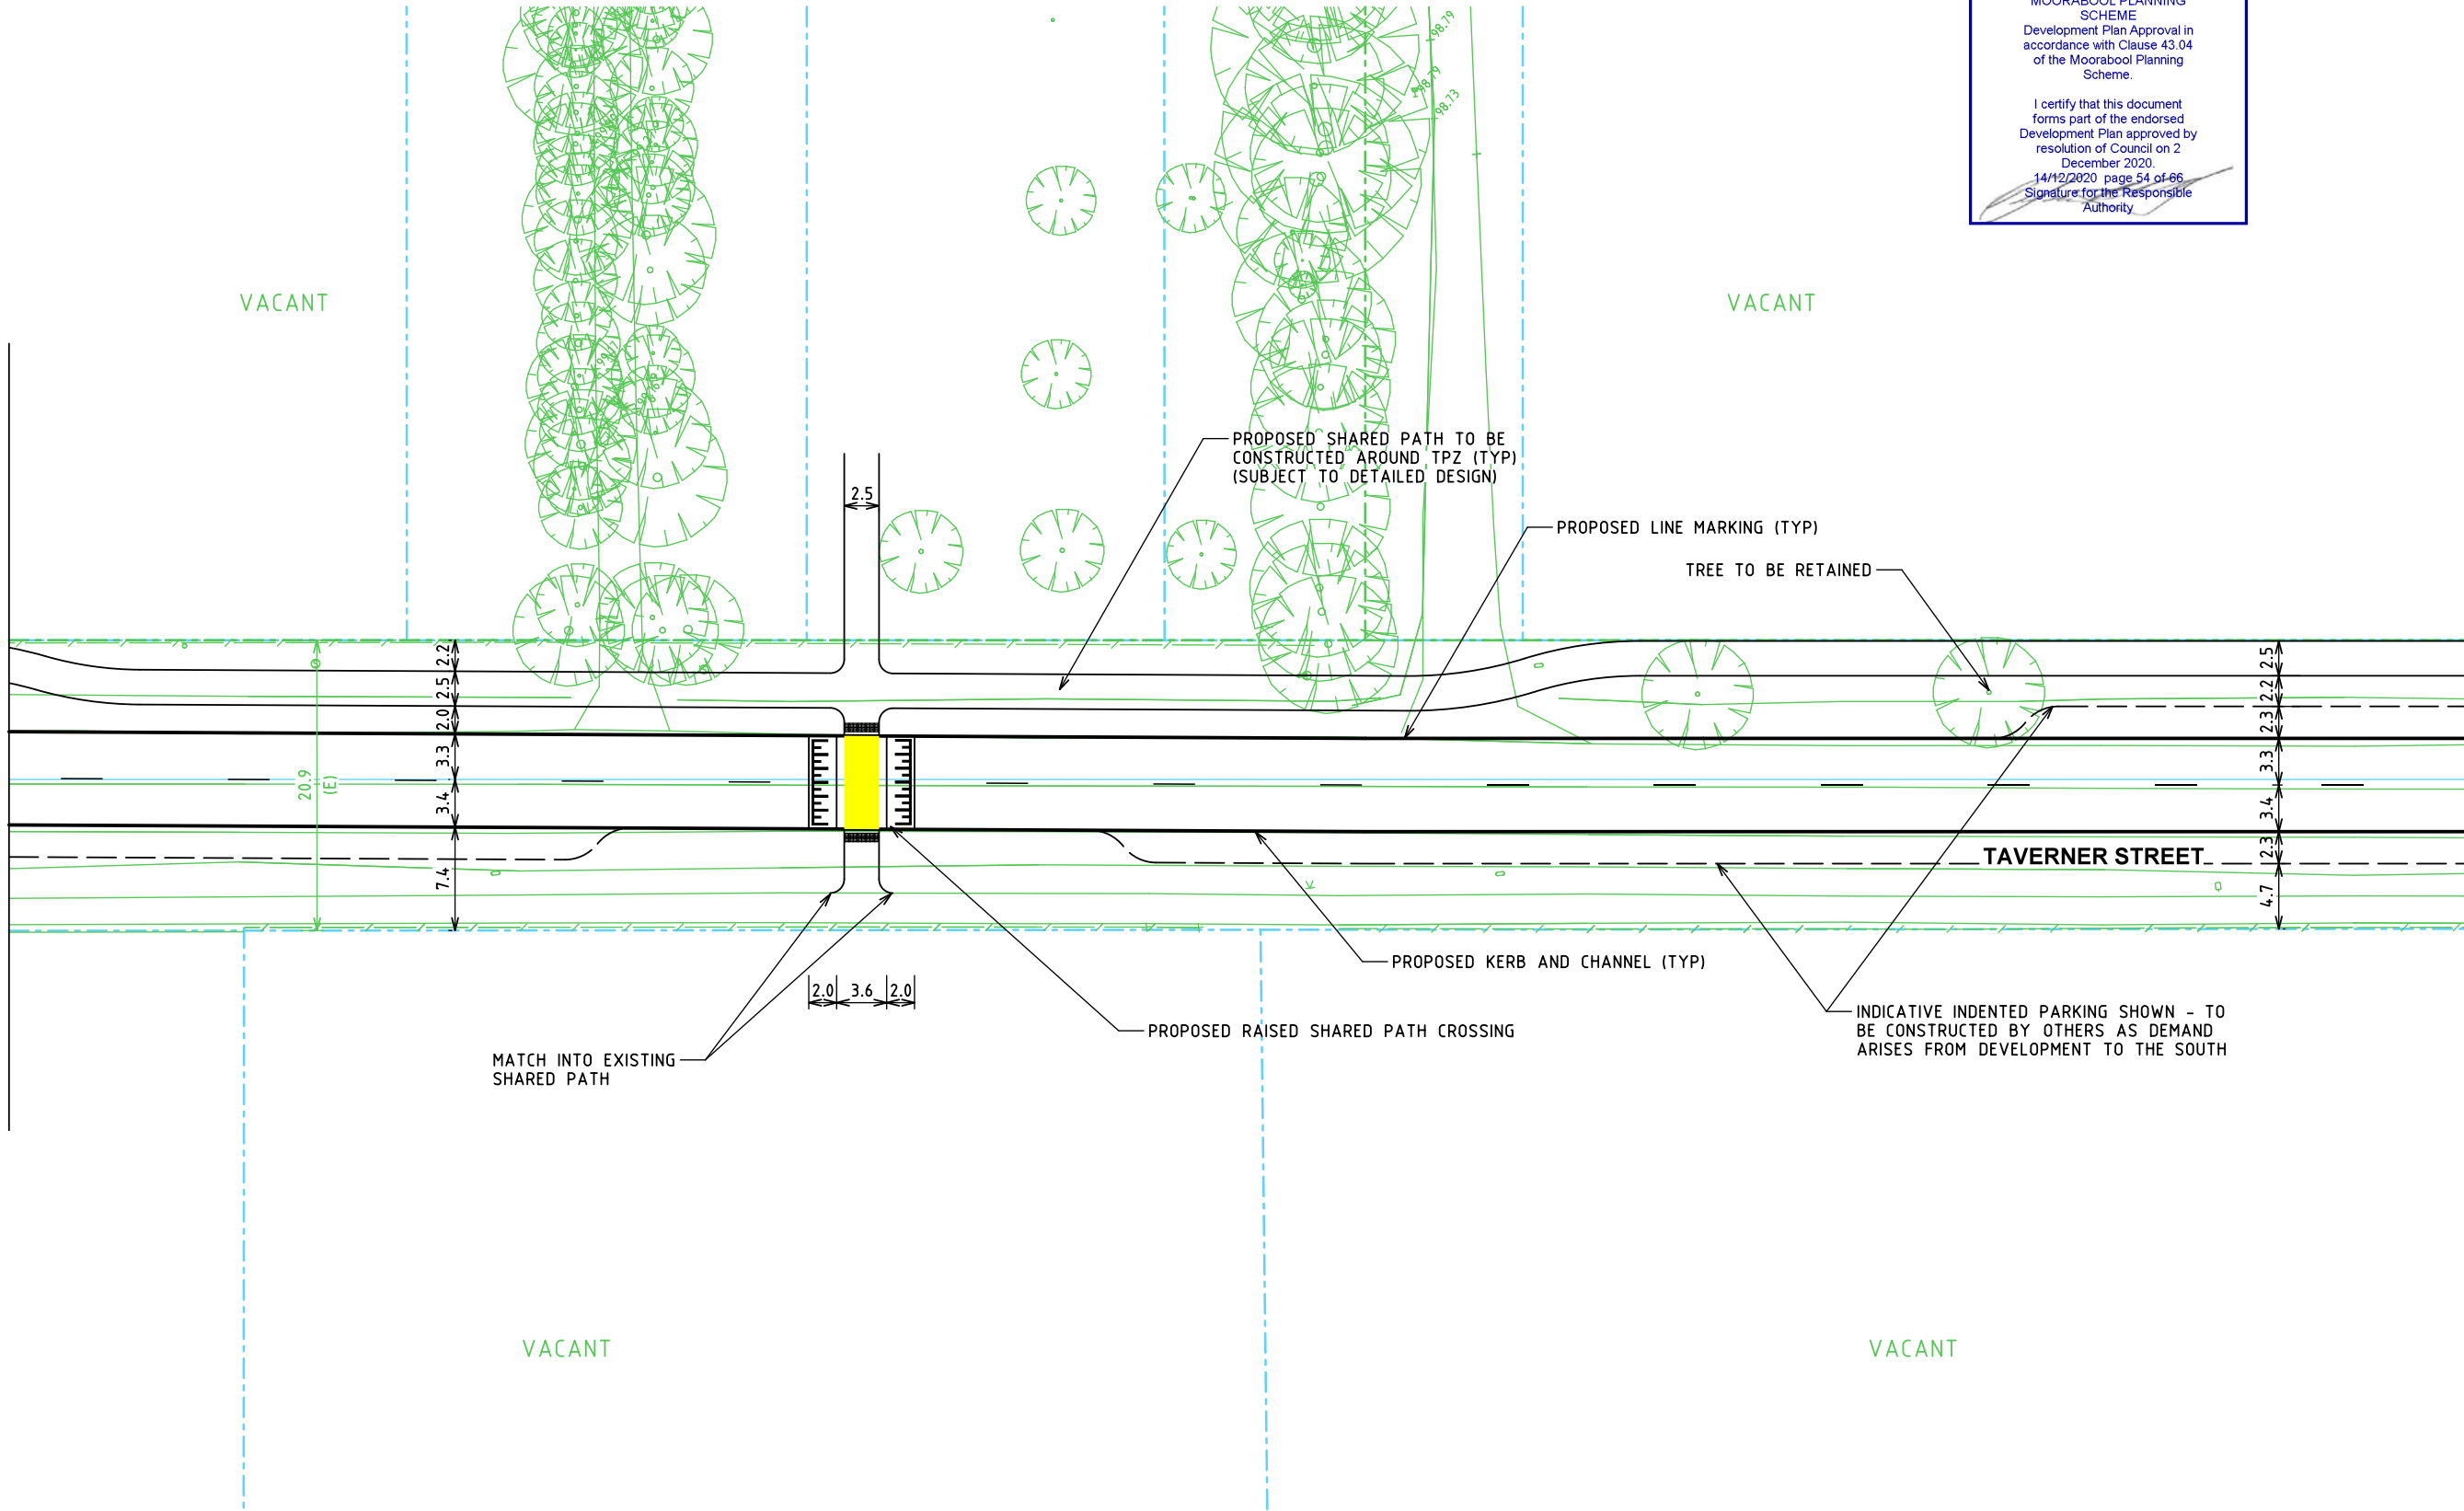 MOORABOOL PLANNING
SCHEME
Development Plan Approval in
accordance with Clause 43.04
of the Moorabool Planning
Scheme.
I certify that this document
forms part of the endorsed
Development Plan approved by
resolution of Council on 2
December 2020.
14/12/2020 page 54 of 66
Signature for the Responsible
Authority
98.79
98.79
98.73
VACANT
VACANT
PROPOSED SHARED PATH TO BE
CONSTRUCTED AROUND TPZ (TYP)
(SUBJECT TO DETAILED DESIGN)
2.5
PROPOSED LINE MARKING (TYP)
TREE TO BE RETAINED
2.2
2.5
2.0
3.3
3.4
7.4
20.9
(E)
2.5
2.2
2.3
3.3
3.4
2.3
4.7
TAVERNER STREET
PROPOSED KERB AND CHANNEL (TYP)
2.0
3.6
2.0
INDICATIVE INDENTED PARKING SHOWN - TO
BE CONSTRUCTED BY OTHERS AS DEMAND
ARISES FROM DEVELOPMENT TO THE SOUTH
PROPOSED RAISED SHARED PATH CROSSING
MATCH INTO EXISTING
SHARED PATH
VACANT
VACANT